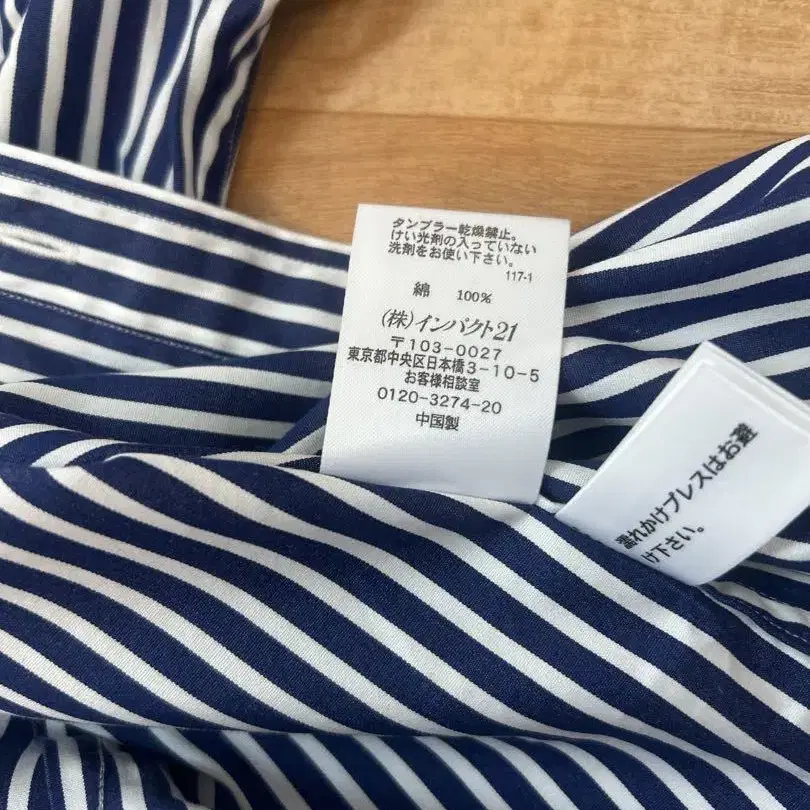 タンブラー乾燥禁止。
けい光剤の入っていない
洗剤をお使い下さい。
117-1
綿 100%
(株)インパクト21
〒103-0027
東京都中央区日本橋3-10-5
お客様相談室
0120-3274-20
中国製
濡れかけプレスはお避
け下さい。